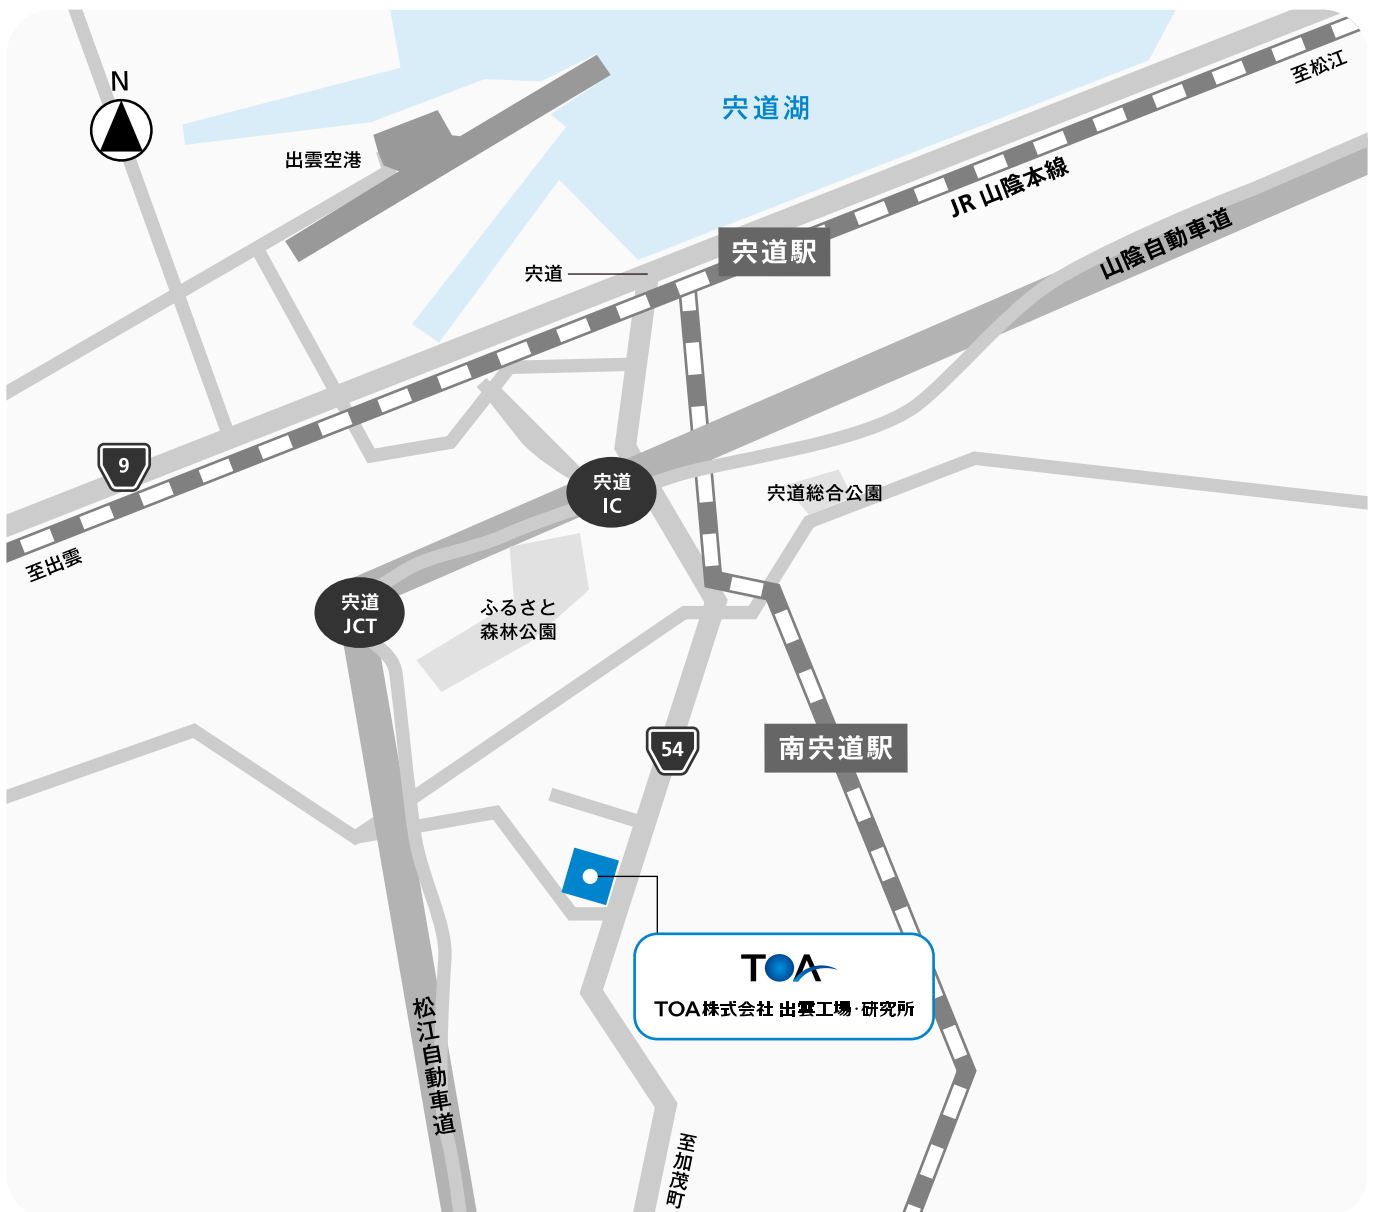 N
宍道湖
至松江
出雲空港
JR 山陰本線
山陰自動車道
宍道駅
宍道
9
宍道
IC
宍道総合公園
至出雲
宍道
JCT
ふるさと
森林公園
54
南宍道駅
TOA
TOA株式会社 出雲工場・研究所
松江自動車道
至加茂町